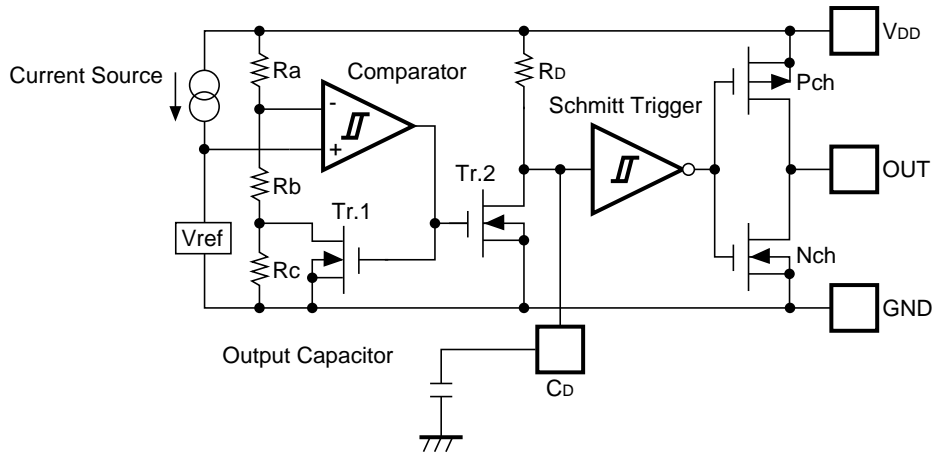 VDD
Current Source
Ra
Comparator
RD
Pch
Schmitt Trigger
-
+
OUT
Rb
Tr.2
Tr.1
Vref
Rc
Nch
GND
Output Capacitor
CD